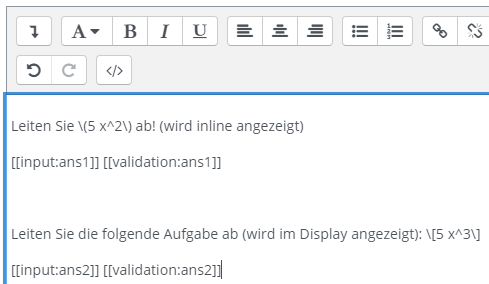 A B I U
</>
Leiten Sie \(5 x^2\) ab! (wird inline angezeigt)
[[input:ans1]] [[validation:ans1]]
Leiten Sie die folgende Aufgabe ab (wird im Display angezeigt): \[5 x^3\]
[[input:ans2]] [[validation:ans2]]